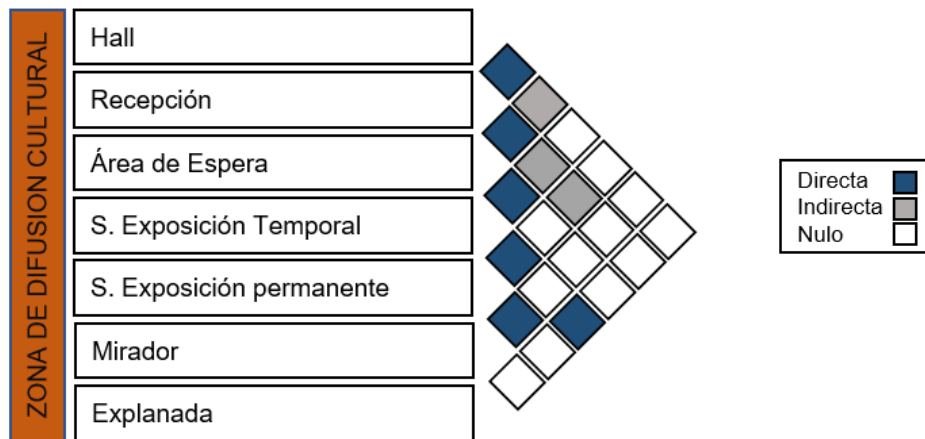 ZONA DE DIFUSION CULTURAL
Hall
Recepción
Área de Espera
S. Exposición Temporal
S. Exposición permanente
Mirador
Explanada
Directa
Indirecta
Nulo